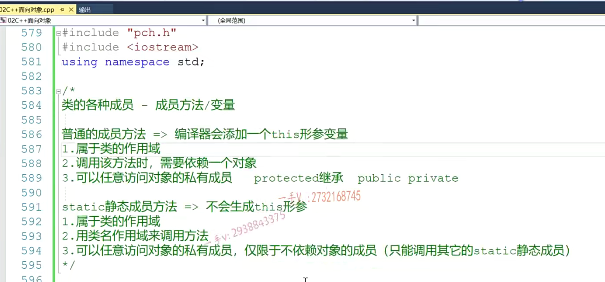 02C++面向对象.cpp 输出
02C++面向对象 (全局范围)
579 #include "pch.h"
580 #include <iostream>
581 using namespace std;
582
583 /*
584 类的各种成员 - 成员方法/变量
585
586 普通的成员方法 => 编译器会添加一个this形参变量
587 1.属于类的作用域
588 2.调用该方法时，需要依赖一个对象
589 3.可以任意访问对象的私有成员 protected继承 public private
590
591 static静态成员方法 => 不会生成this形参
592 1.属于类的作用域
593 2.用类名作用域来调用方法
594 3.可以任意访问对象的私有成员，仅限于不依赖对象的成员（只能调用其它的static静态成员）
595 */
596
一手V:2732168745
v: 2938843375